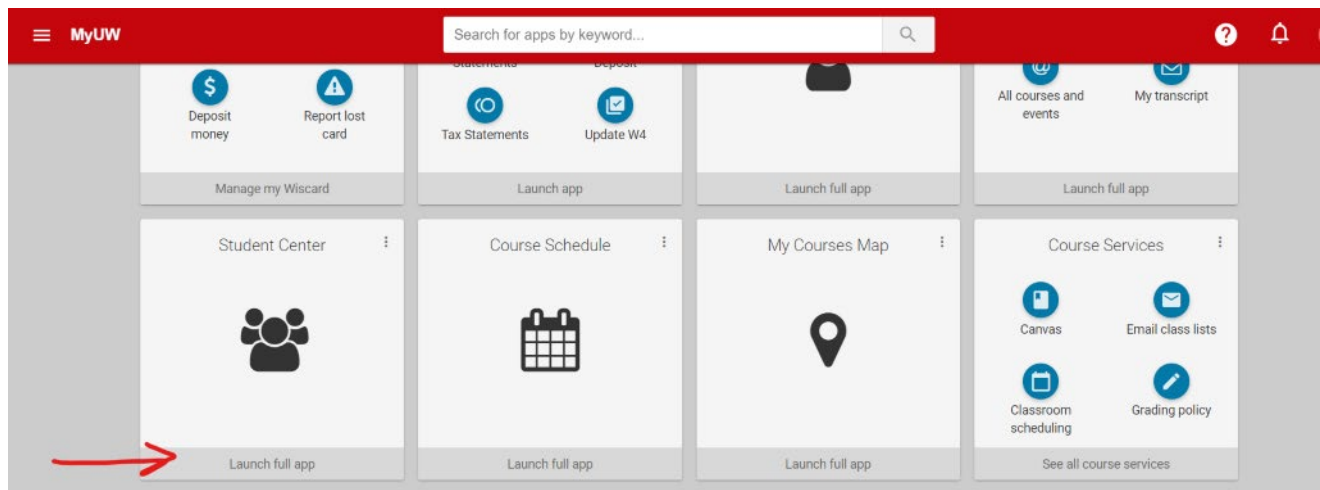 MyUW
Search for apps by keyword...
Statements
Deposit
Deposit
money
Report lost
card
Tax Statements
Update W4
All courses and
events
My transcript
Manage my Wiscard
Launch app
Launch full app
Launch full app
Student Center
Course Schedule
My Courses Map
Course Services
Canvas
Email class lists
Classroom
scheduling
Grading policy
Launch full app
Launch full app
Launch full app
See all course services